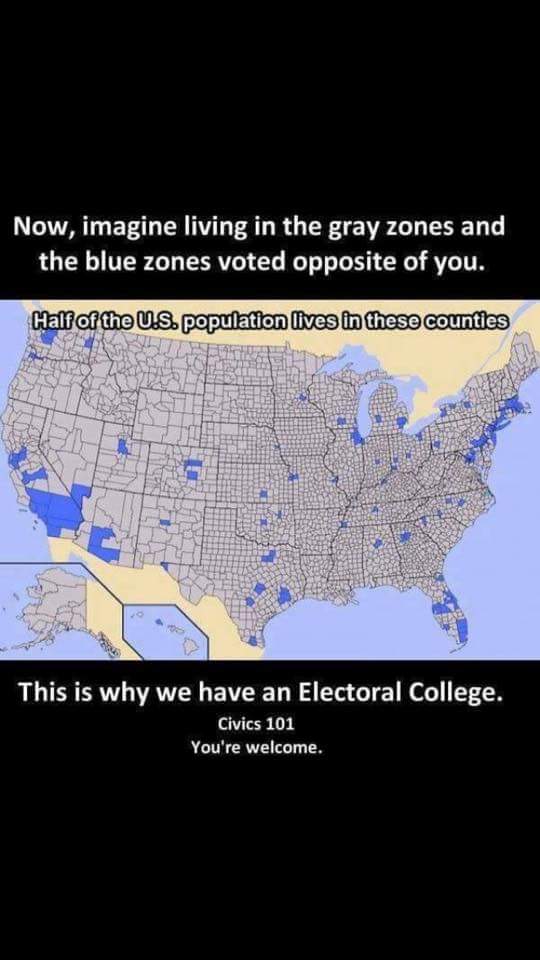 Now, imagine living in the gray zones and
the blue zones voted opposite of you.
Half of the U.S. population lives in these counties
This is why we have an Electoral College.
Civics 101
You're welcome.